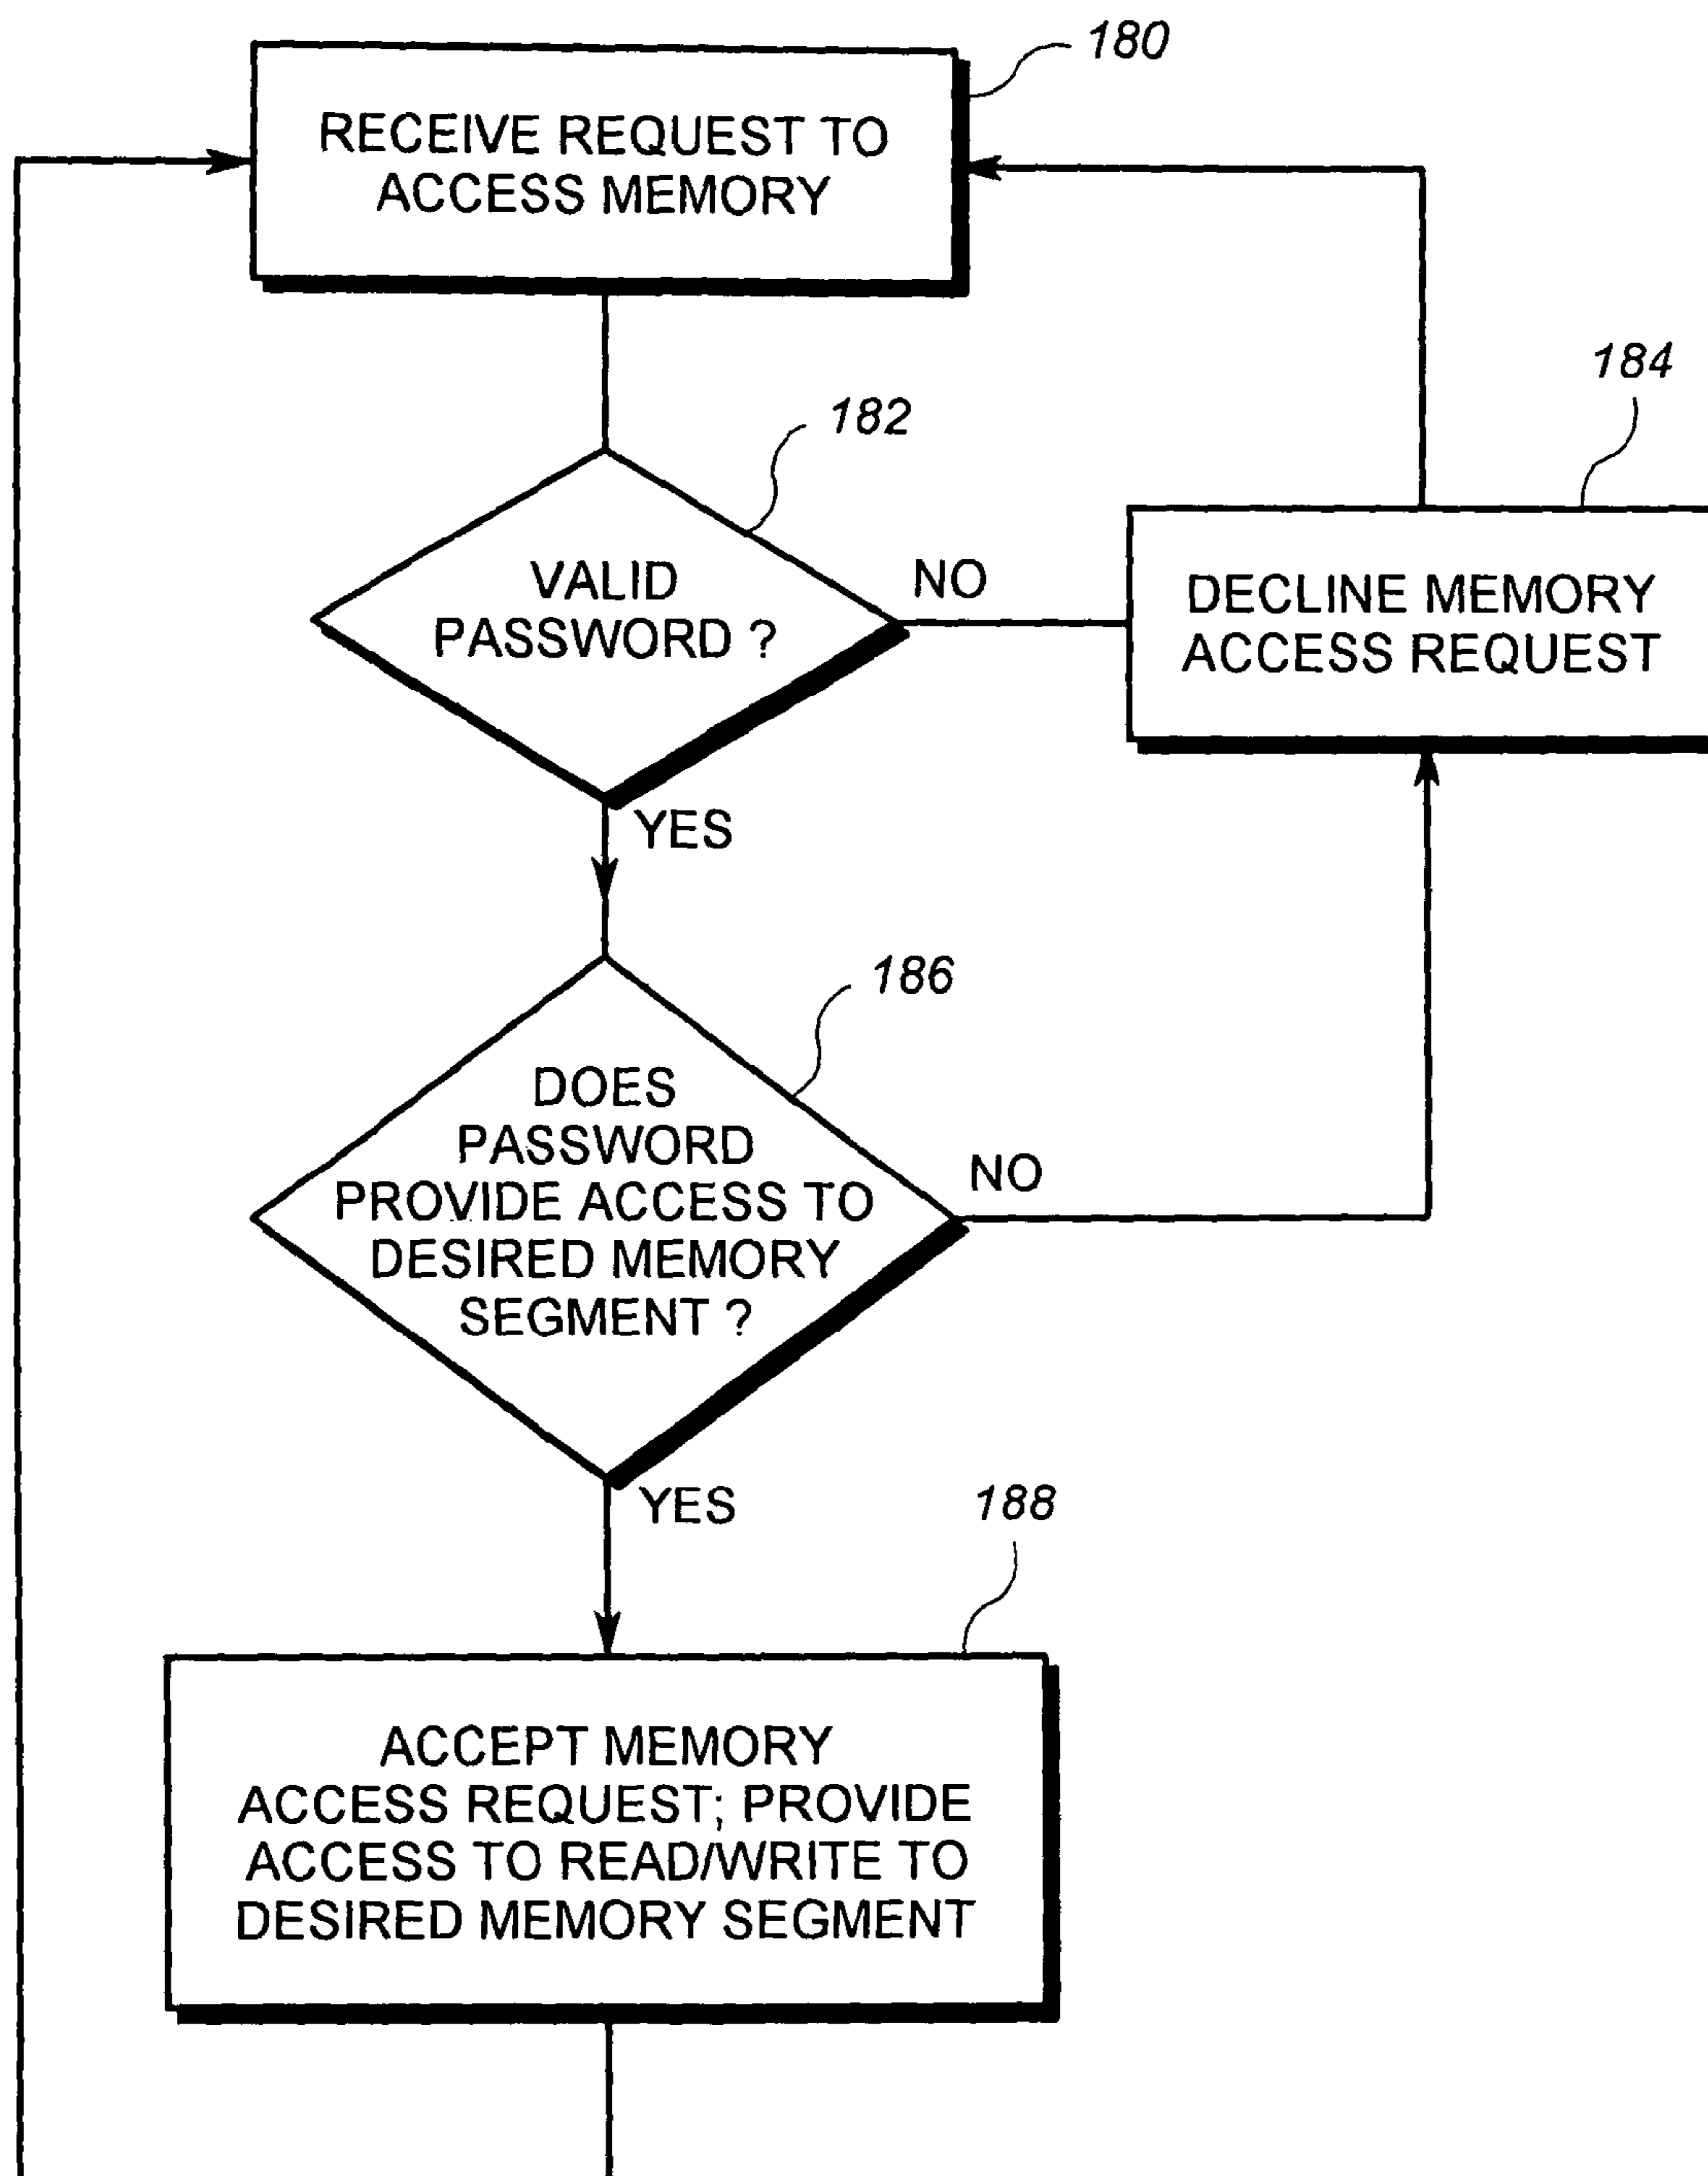 180
RECEIVE REQUEST TO
ACCESS MEMORY
184
182
VALID
PASSWORD ?
NO
DECLINE MEMORY
ACCESS REQUEST
YES
186
DOES
PASSWORD
PROVIDE ACCESS TO
DESIRED MEMORY
SEGMENT ?
NO
YES
188
ACCEPT MEMORY
ACCESS REQUEST; PROVIDE
ACCESS TO READ/WRITE TO
DESIRED MEMORY SEGMENT